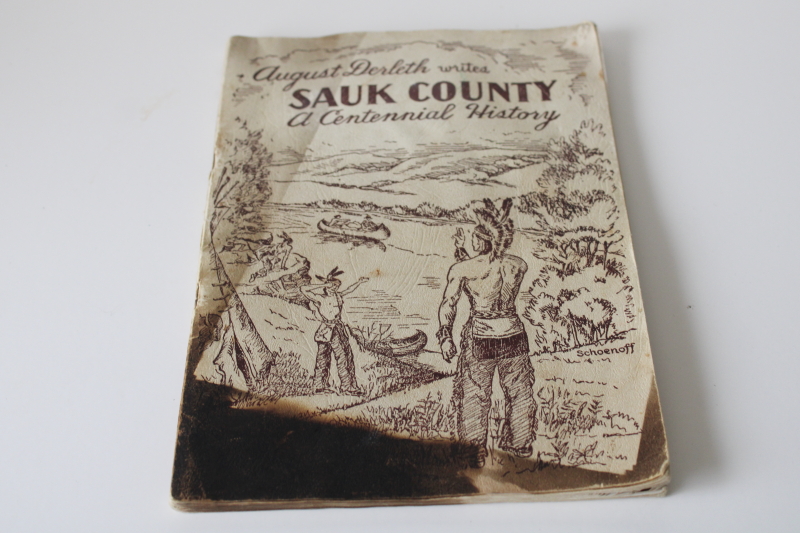 August Derleth writes
SAUK COUNTY
A Centennial History
Schoenoff